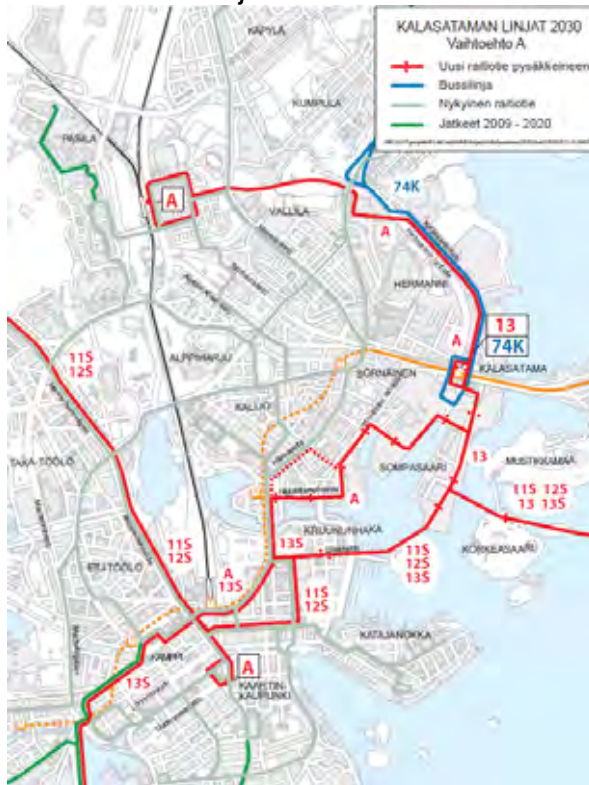 KALASATAMAN LINJAT 2030
Vaihtoehto A
Uusi raitiotie pysäkkeineen
Bussilinja
Nykyinen raitiotie
Jatkeet 2009 - 2020
KÄPYLÄ
KUMPULA
PASILA
74K
A
VALLILA
A
HERMANNI
A
13
74K
11S
12S
ALPPIHARJU
SÖRNÄINEN
KALASATAMA
KALLIO
TAKA-TÖÖLÖ
13
MUSTIKKAMAA
SOMPASAARI
11S 12S
13 13S
A
11S
12S
KRUUNUNHAKA
KORKEASAARI
13S
A
13S
11S
12S
13S
ETU-TÖÖLÖ
11S
12S
KATAJANOKKA
KAMPPI
A
13S
KAARTIN-
KAUPUNKI